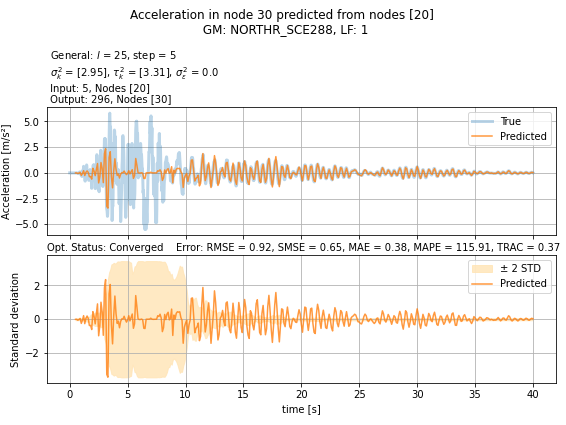 Acceleration in node 30 predicted from nodes [20]
GM: NORTHR_SCE288, LF: 1
General: l = 25, step = 5
σ²ₖ = [2.95], τ²ₖ = [3.31], σ²ε = 0.0
Input: 5, Nodes [20]
Output: 296, Nodes [30]
Acceleration [m/s²]
5.0
2.5
0.0
−2.5
−5.0
True
Predicted
Opt. Status: Converged Error: RMSE = 0.92, SMSE = 0.65, MAE = 0.38, MAPE = 115.91, TRAC = 0.37
Standard deviation
2
0
−2
± 2 STD
Predicted
0 5 10 15 20 25 30 35 40
time [s]